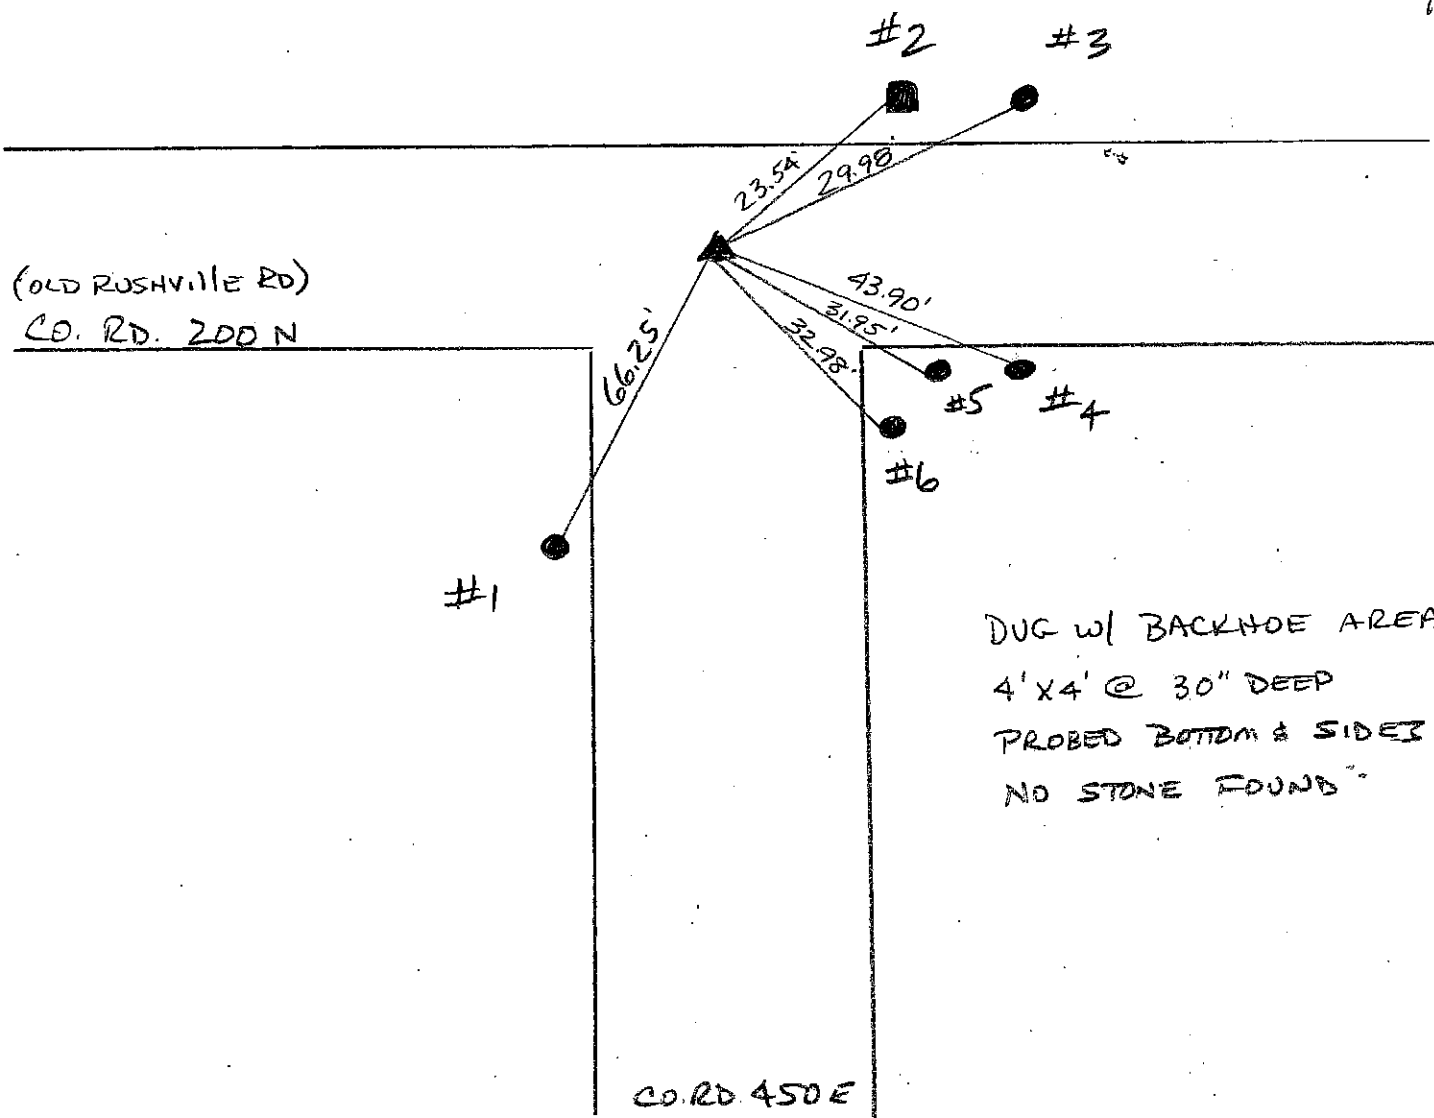 #2
#3
23.54'
29.98'
(OLD RUSHVILLE RD)
CO. RD. 200 N
43.90'
31.95'
32.98'
66.25'
#5
#4
#6
#1
DUG W/ BACKHOE AREA
4' X 4' @ 30" DEEP
PROBED BOTTOM & SIDES
NO STONE FOUND
CO. RD. 450 E